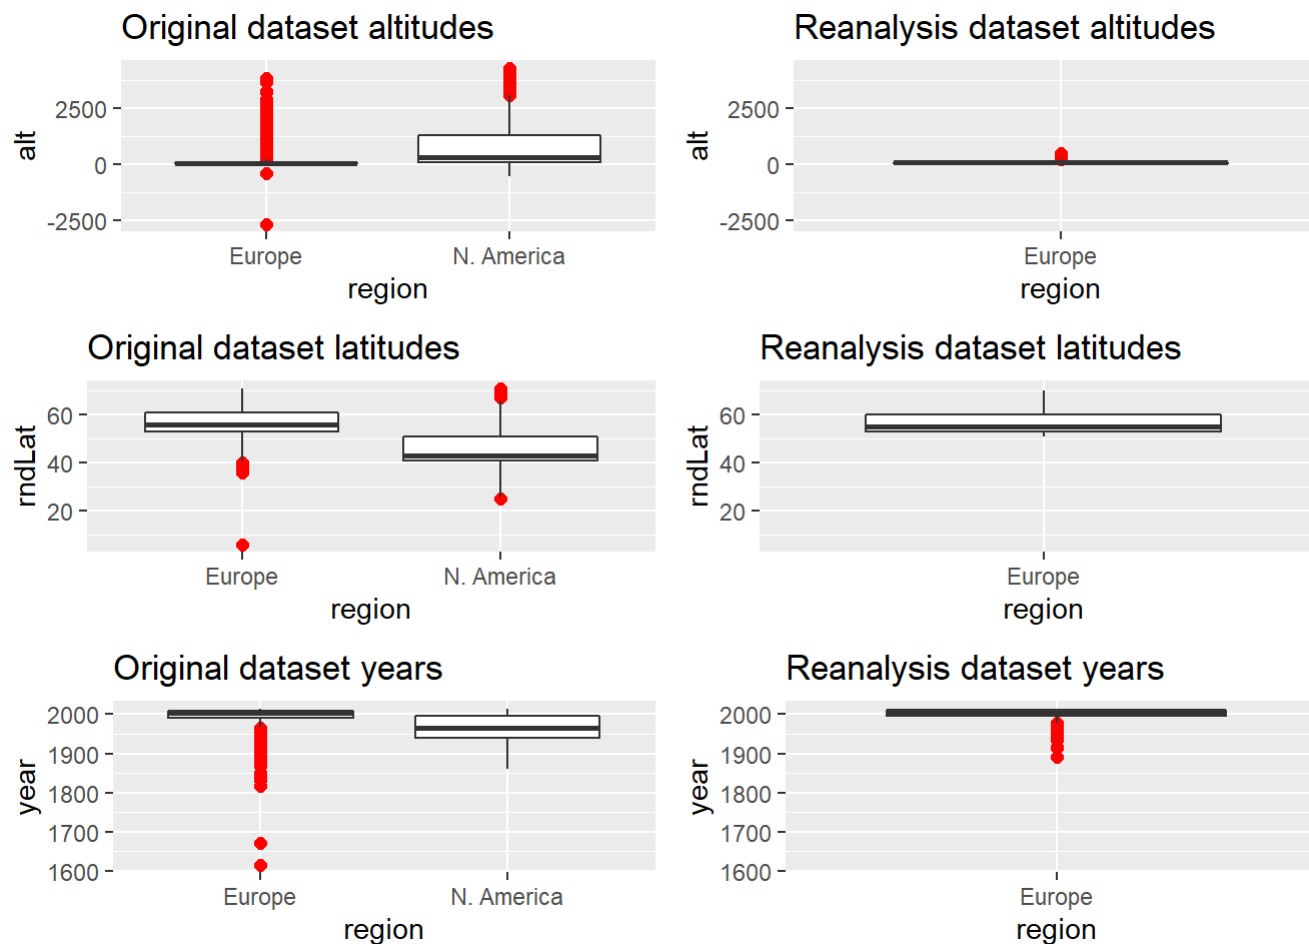 Original dataset altitudes
Reanalysis dataset altitudes
alt
2500
0
-2500
Europe
N. America
region
alt
2500
0
-2500
Europe
region
Original dataset latitudes
Reanalysis dataset latitudes
rndLat
60
40
20
Europe
N. America
region
rndLat
60
40
20
Europe
region
Original dataset years
Reanalysis dataset years
year
2000
1900
1800
1700
1600
Europe
N. America
region
year
2000
1900
1800
1700
1600
Europe
region